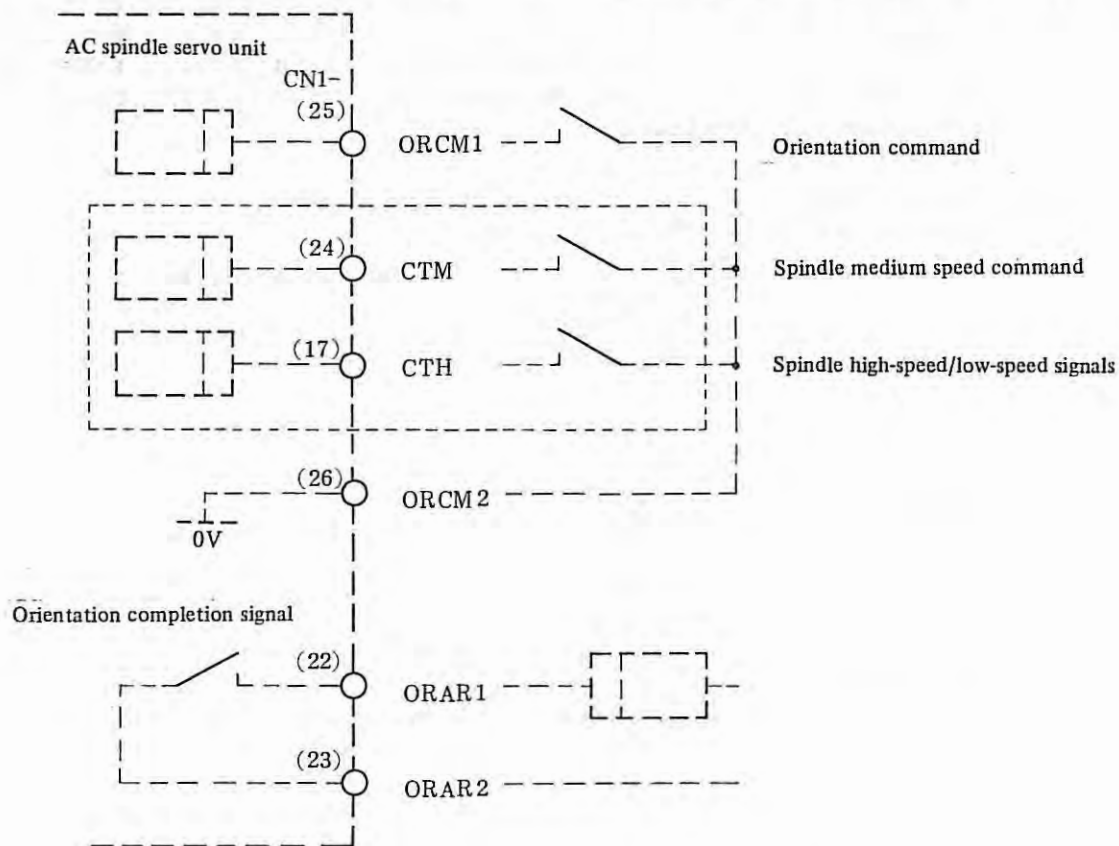 AC spindle servo unit
CN1-
(25)
ORCM1
Orientation command
(24)
CTM
Spindle medium speed command
(17)
CTH
Spindle high-speed/low-speed signals
(26)
ORCM2
0V
Orientation completion signal
(22)
ORAR1
(23)
ORAR2